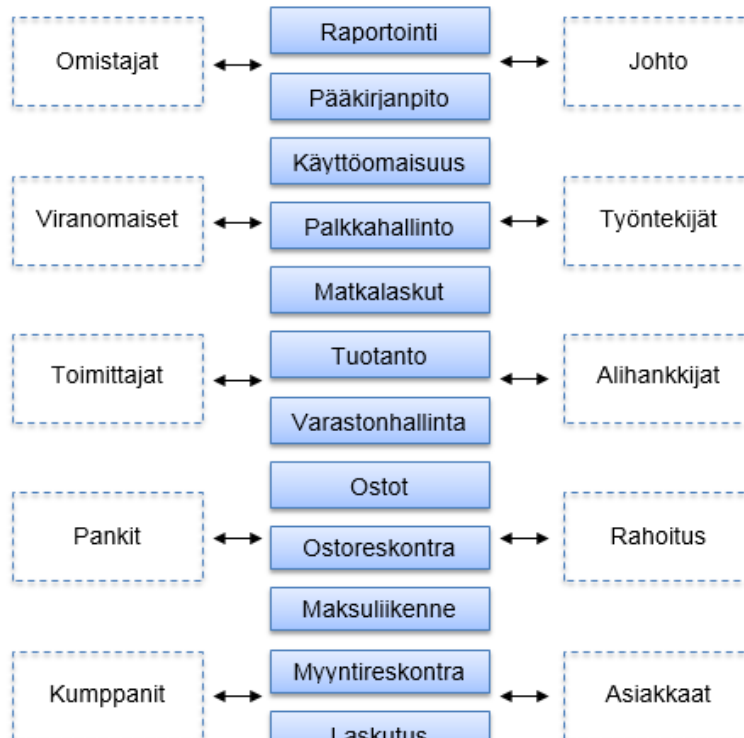 Raportointi
Omistajat
Johto
Pääkirjanpito
Käyttöomaisuus
Viranomaiset
Palkkahallinto
Työntekijät
Matkalaskut
Tuotanto
Toimittajat
Alihankkijat
Varastonhallinta
Ostot
Pankit
Ostoreskontra
Rahoitus
Maksuliikenne
Myyntireskontra
Kumppanit
Asiakkaat
Laskutus